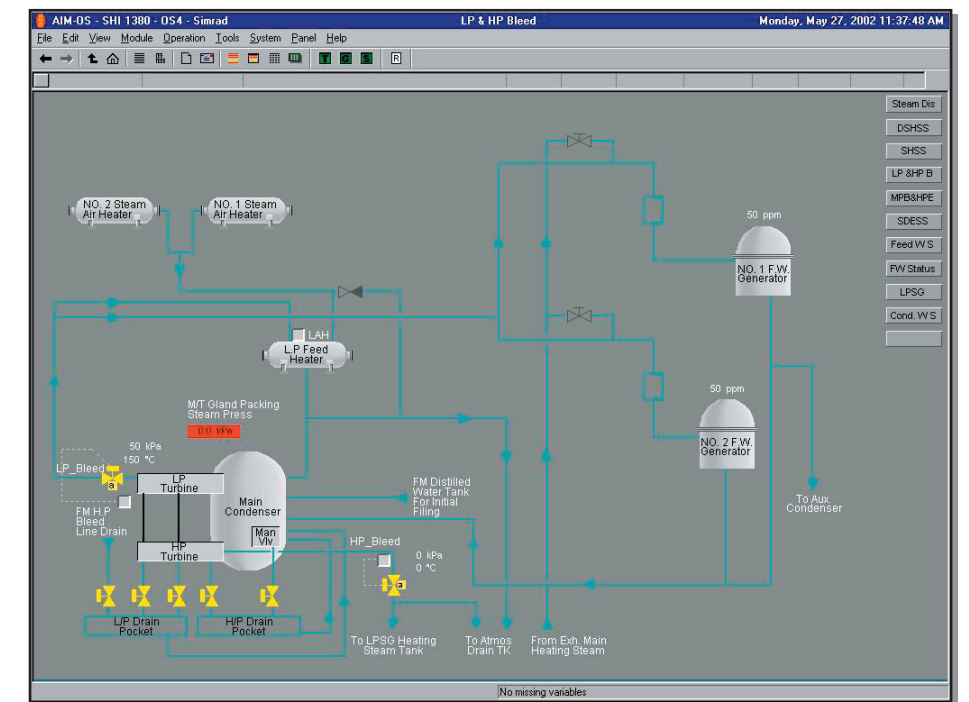 AIM-OS - SHI 1380 - OS4 - Simrad
LP & HP Bleed
Monday, May 27, 2002 11:37:48 AM
File Edit View Module Operation Tools System Panel Help
T G S R
Steam Dis
DSHSS
SHSS
LP &HP B
MPB&HPE
SDESS
Feed W S
FW Status
LPSG
Cond. W S
NO. 2 Steam
Air Heater
NO. 1 Steam
Air Heater
50 ppm
NO. 1 F.W.
Generator
LAH
L.P Feed
Heater
M/T Gland Packing
Steam Press
0.0 kPa
50 ppm
NO. 2 F.W.
Generator
50 kPa
150 °C
LP_Bleed
a
LP
Turbine
Main
Condenser
Man
Vlv
HP
Turbine
FM H.P
Bleed
Line Drain
FM Distilled
Water Tank
For Initial
Filing
To Aux.
Condenser
HP_Bleed
0 kPa
0 °C
a
L/P Drain
Pocket
H/P Drain
Pocket
To LPSG Heating
Steam Tank
To Atmos
Drain TK
From Exh. Main
Heating Steam
No missing variables